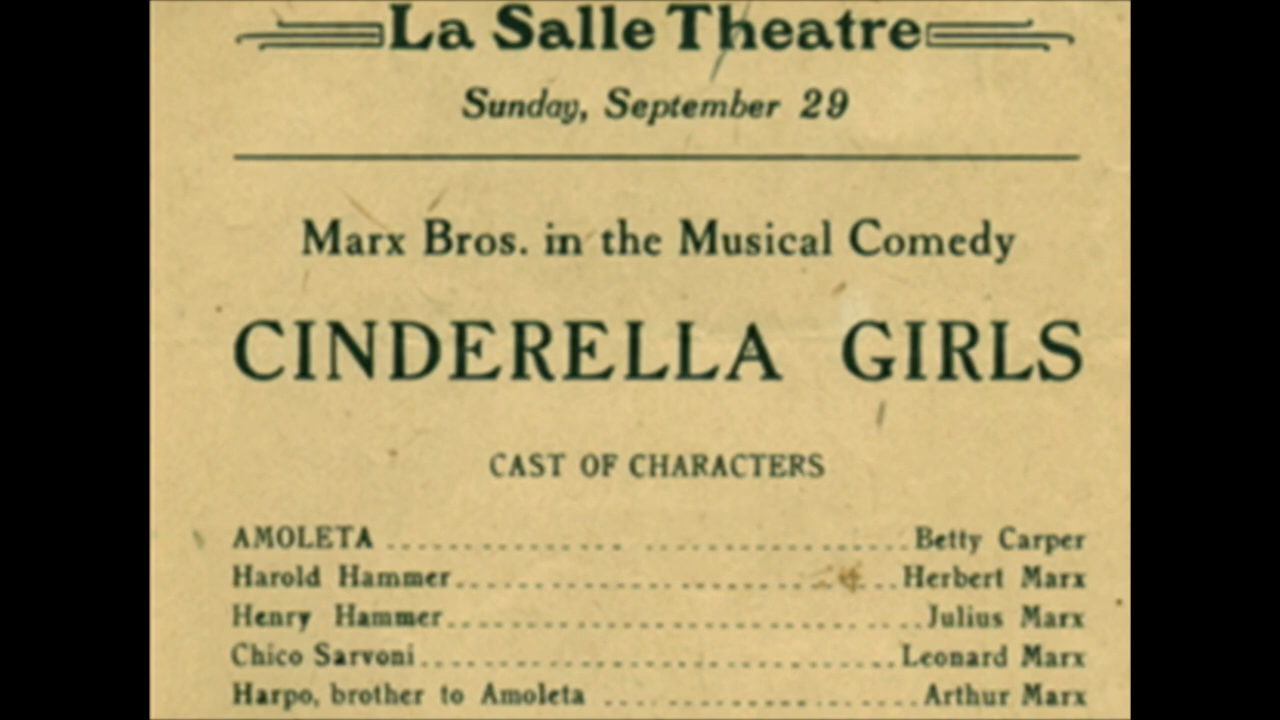 La Salle Theatre
Sunday, September 29
Marx Bros. in the Musical Comedy
CINDERELLA GIRLS
CAST OF CHARACTERS
AMOLETA ........................ Betty Carper
Harold Hammer........................Herbert Marx
Henry Hammer........................Julius Marx
Chico Sarvoni........................Leonard Marx
Harpo, brother to Amoleta ........................Arthur Marx